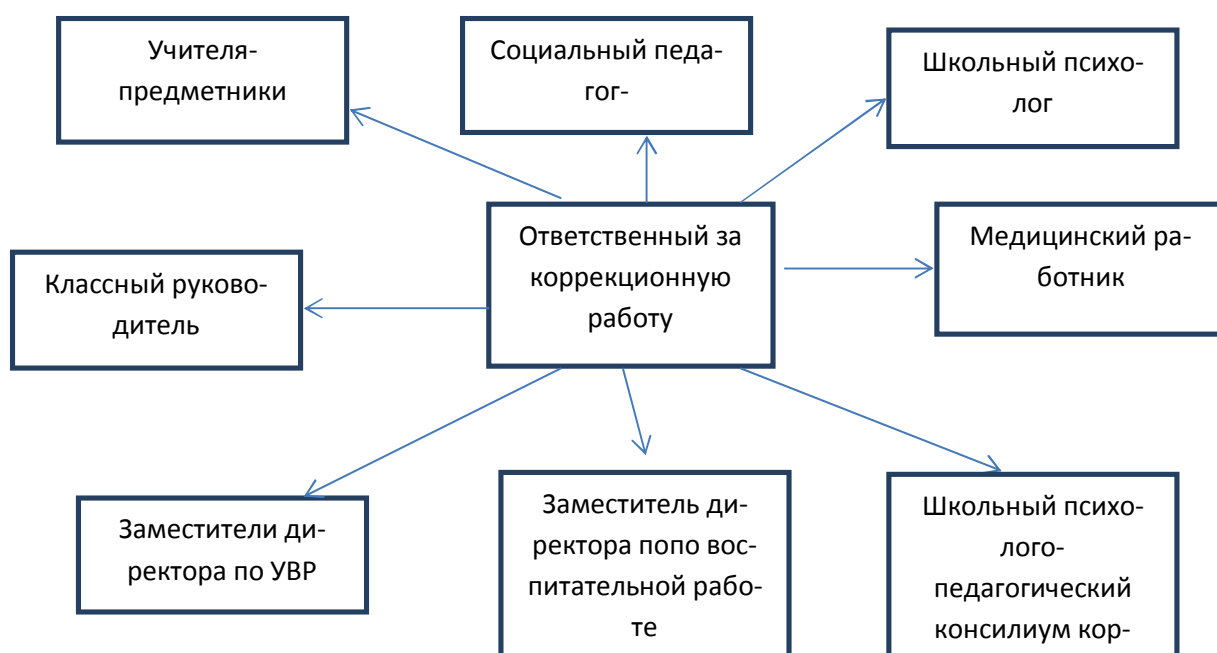 Учителя-
предметники
Социальный педа-
гог-
Школьный психо-
лог
Ответственный за
коррекционную
работу
Медицинский ра-
ботник
Классный руково-
дитель
Заместители ди-
ректора по УВР
Заместитель ди-
ректора попо вос-
питательной рабо-
те
Школьный психо-
лого-
педагогический
консилиум кор-